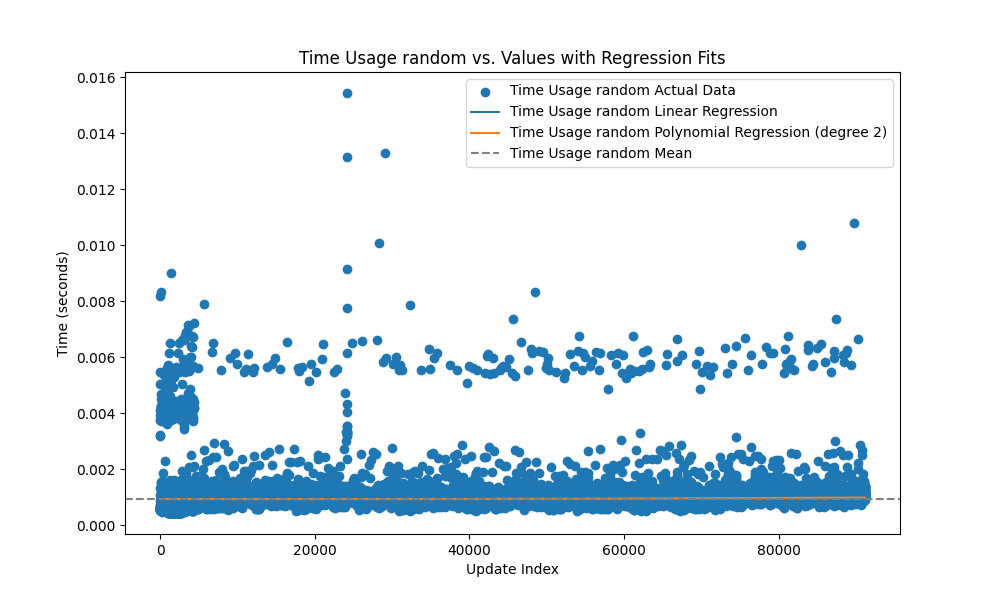 Time Usage random vs. Values with Regression Fits
Time Usage random Actual Data
Time Usage random Linear Regression
Time Usage random Polynomial Regression (degree 2)
Time Usage random Mean
Time (seconds)
0.016
0.014
0.012
0.010
0.008
0.006
0.004
0.002
0.000
0
20000
40000
60000
80000
Update Index